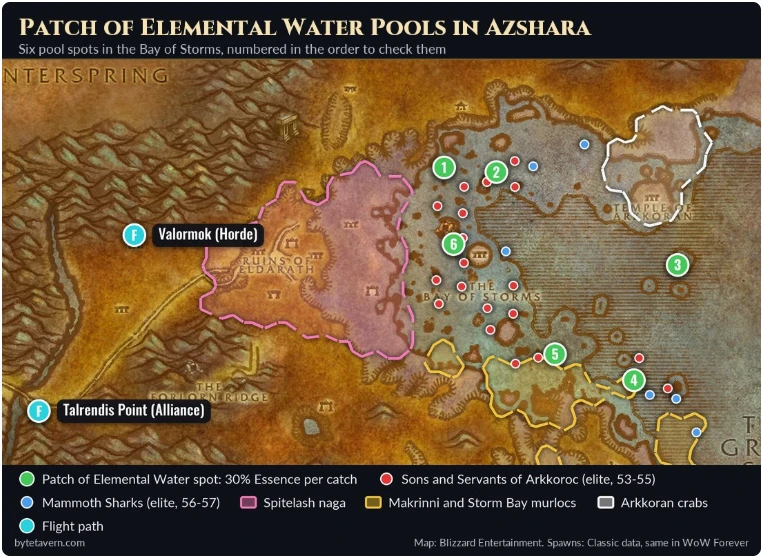 PATCH OF ELEMENTAL WATER POOLS IN AZSHARA
Six pool spots in the Bay of Storms, numbered in the order to check them
NTERSPRING
1
2
TEMPLE OF
ARKKORAN
F Valormok (Horde)
6
RUINS OF
ELDARATH
3
THE
BAY OF STORMS
5
4
THE
FORLORN RIDGE
F Talrendis Point (Alliance)
T
GR
Patch of Elemental Water spot: 30% Essence per catch
Sons and Servants of Arkkoroc (elite, 53-55)
Mammoth Sharks (elite, 56-57)
Spitelash naga
Makrinni and Storm Bay murlocs
Arkkoran crabs
Flight path
bytetavern.com
Map: Blizzard Entertainment. Spawns: Classic data, same in WoW Forever